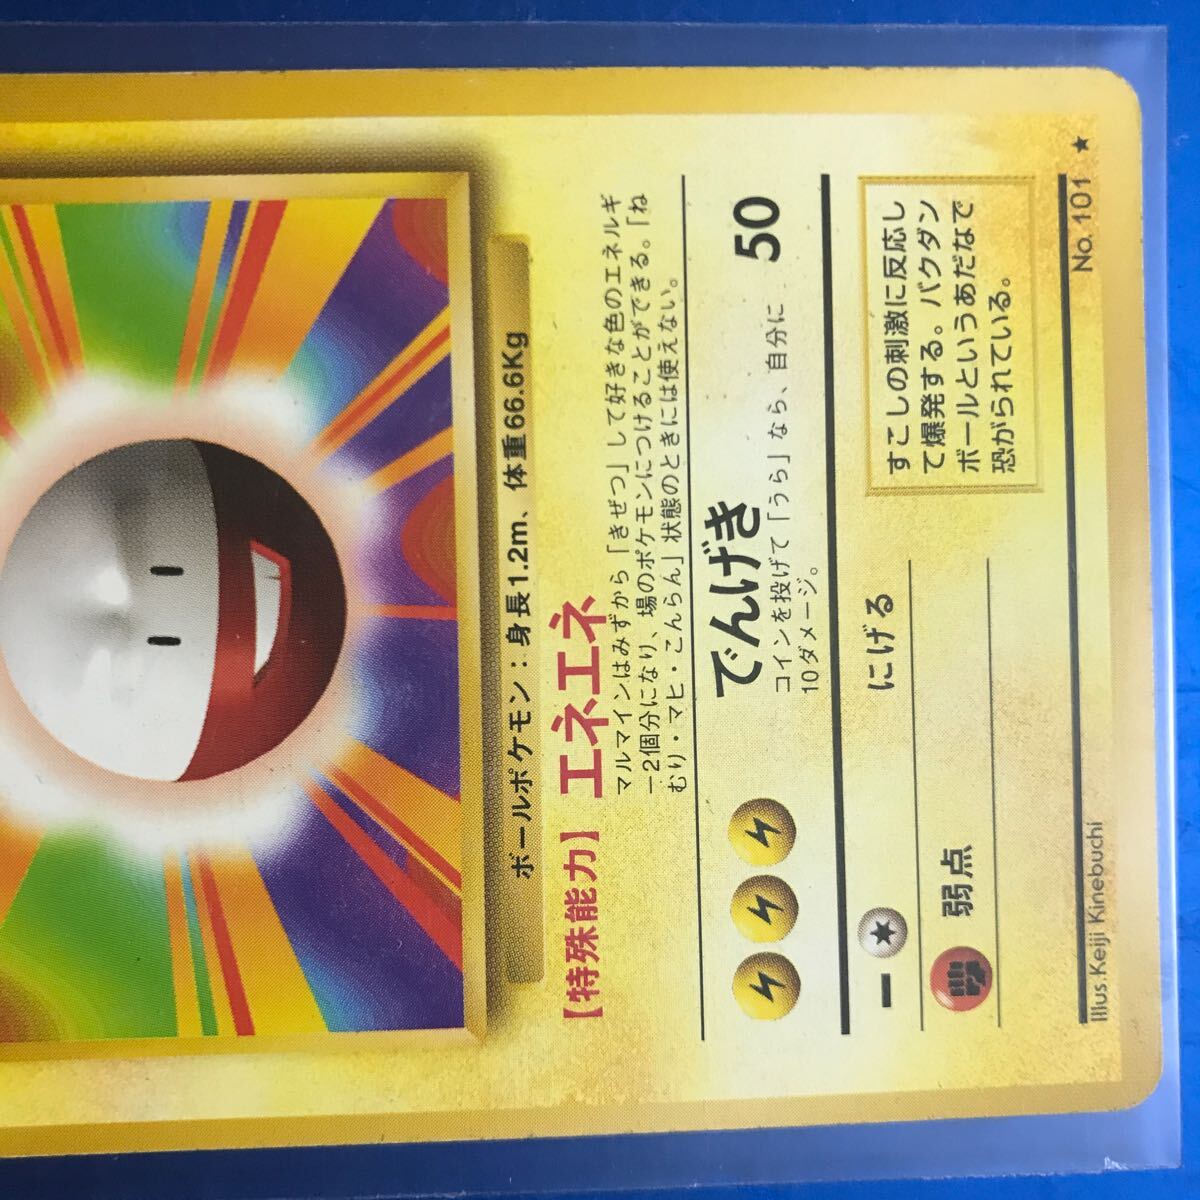 ボールポケモン：身長1.2m、体重66.6Kg
【特殊能力】エネエネ
マルマインはみずから「きぜつ」して好きな色のエネルギ
ー2個分になり、場のポケモンにつけることができる。「ね
むり・マヒ・こんらん」状態のときには使えない。
でんげき 50
コインを投げて「うら」なら、自分に
10ダメージ。
にげる
弱点
すこしの刺激に反応し
て爆発する。バクダン
ボールというあだなで
恐がられている。
Illus.Keiji Kinebuchi
No. 101 ★